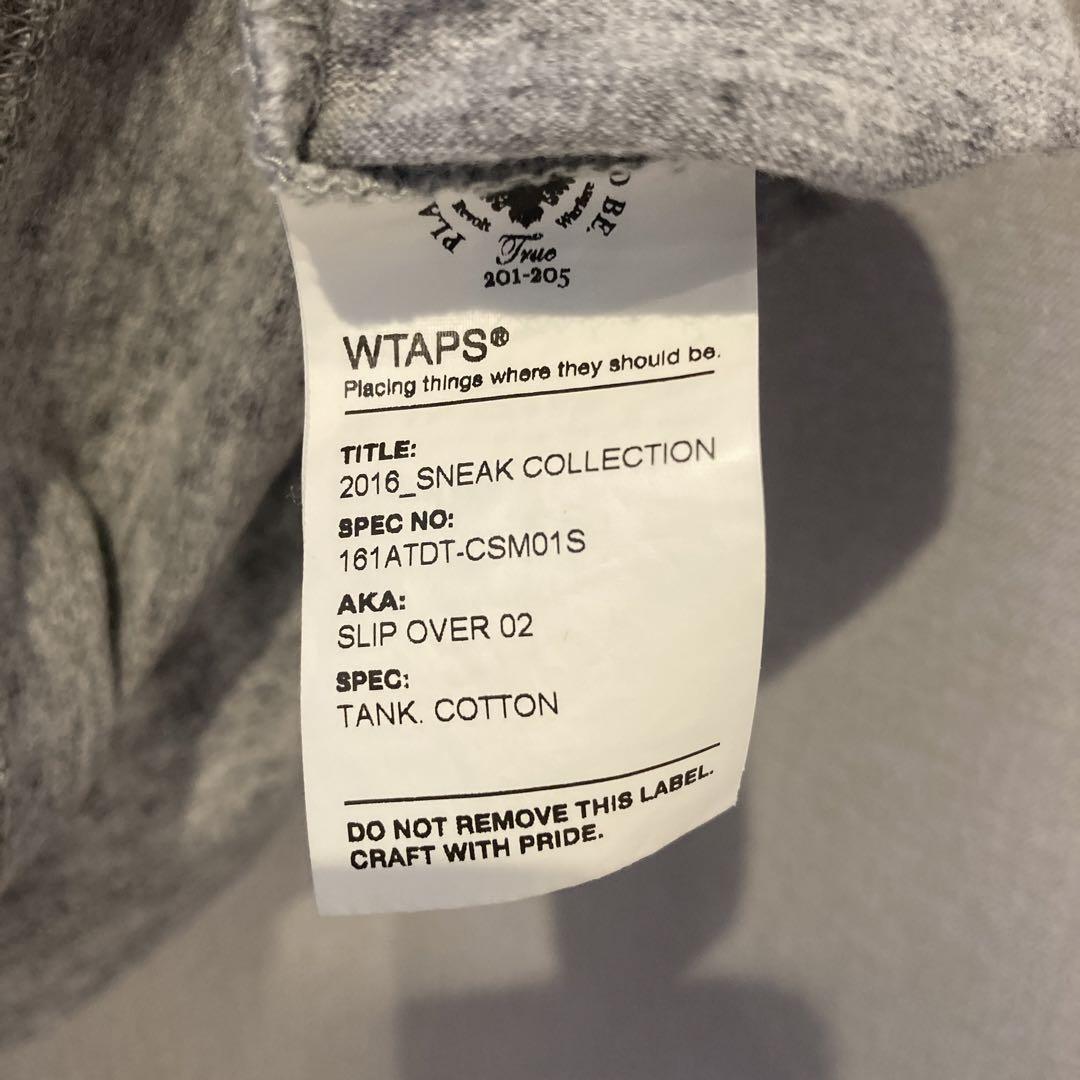 PLA
Revolt
Warfare
O BE.
True
201-205
WTAPS®
Placing things where they should be.
TITLE:
2016_SNEAK COLLECTION
SPEC NO:
161ATDT-CSM01S
AKA:
SLIP OVER 02
SPEC:
TANK. COTTON
DO NOT REMOVE THIS LABEL.
CRAFT WITH PRIDE.